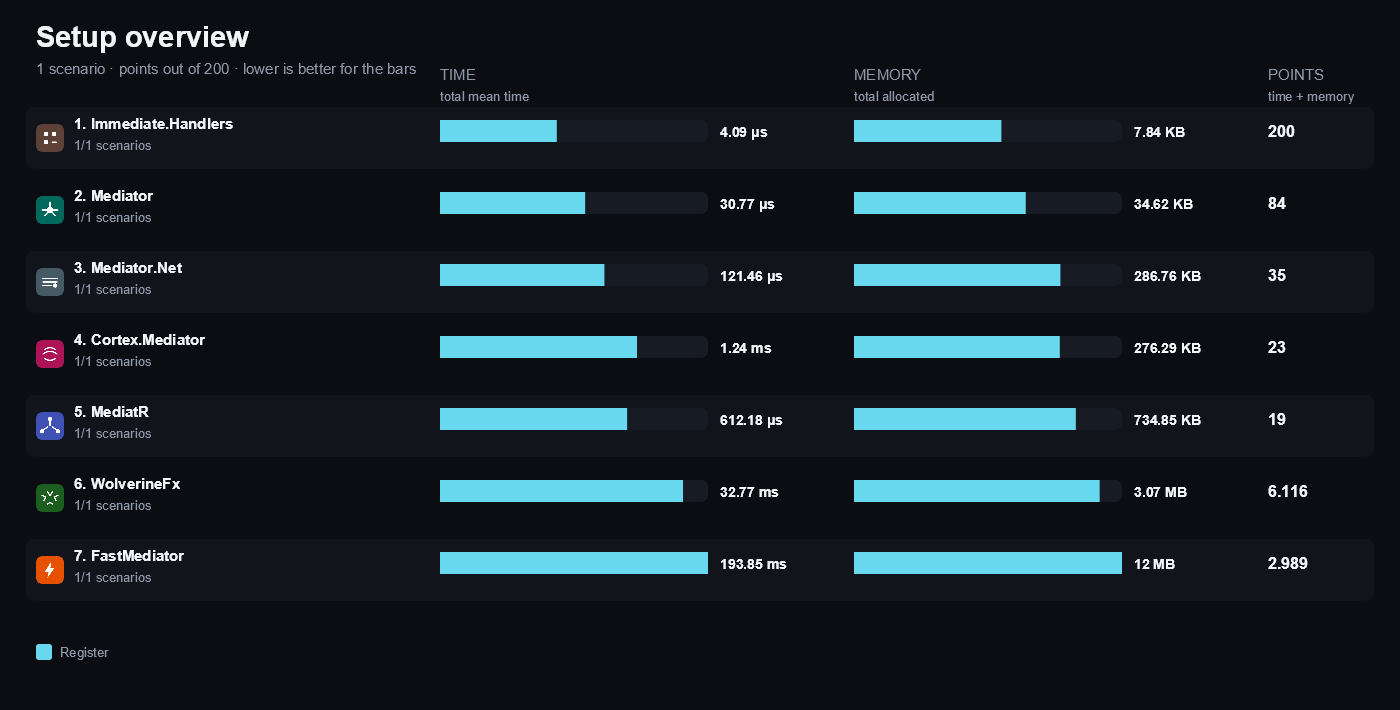 Setup overview
1 scenario · points out of 200 · lower is better for the bars
TIME
total mean time
MEMORY
total allocated
POINTS
time + memory
1. Immediate.Handlers
1/1 scenarios
4.09 µs
7.84 KB
200
2. Mediator
1/1 scenarios
30.77 µs
34.62 KB
84
3. Mediator.Net
1/1 scenarios
121.46 µs
286.76 KB
35
4. Cortex.Mediator
1/1 scenarios
1.24 ms
276.29 KB
23
5. MediatR
1/1 scenarios
612.18 µs
734.85 KB
19
6. WolverineFx
1/1 scenarios
32.77 ms
3.07 MB
6.116
7. FastMediator
1/1 scenarios
193.85 ms
12 MB
2.989
Register